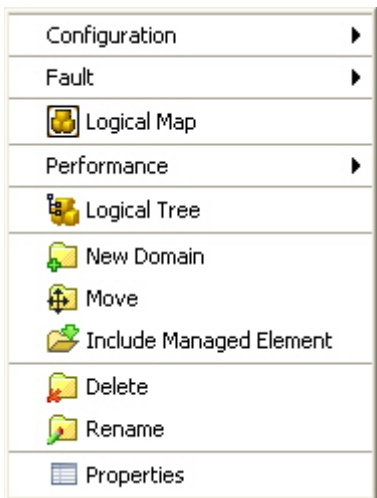 Configuration
Fault
Logical Map
Performance
Logical Tree
New Domain
Move
Include Managed Element
Delete
Rename
Properties